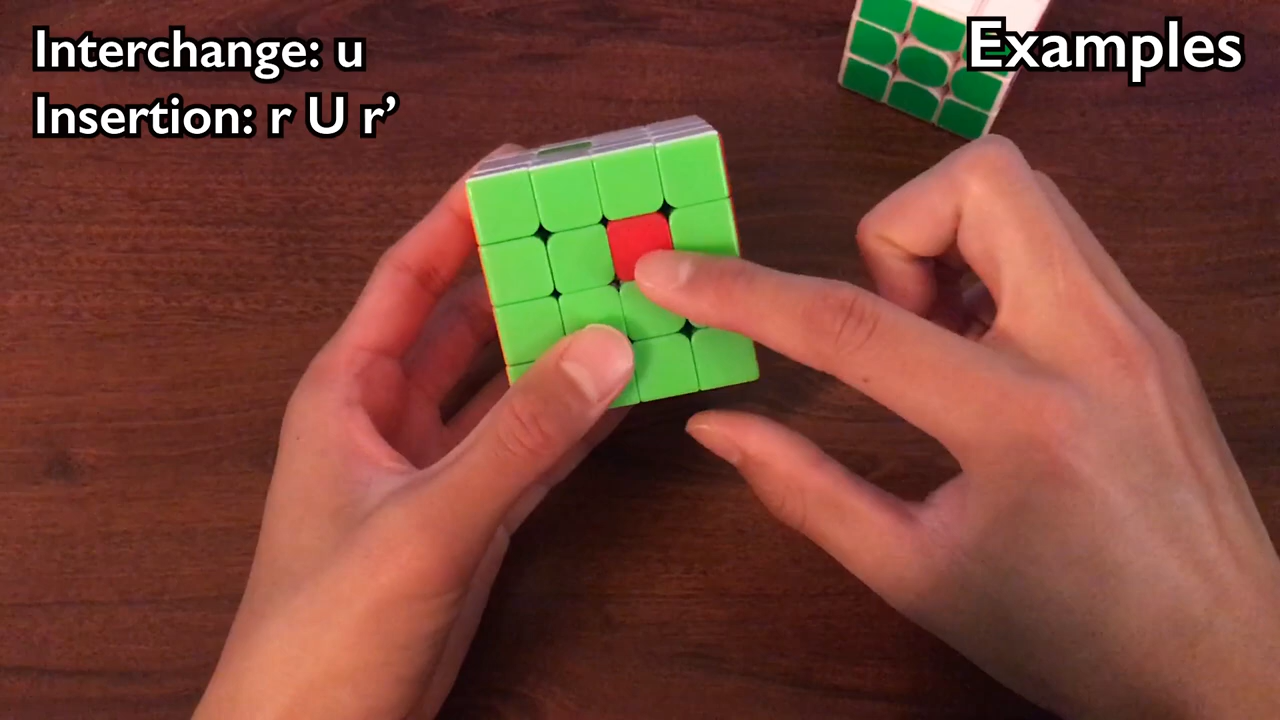 Interchange: u
Insertion: r U r’
Examples